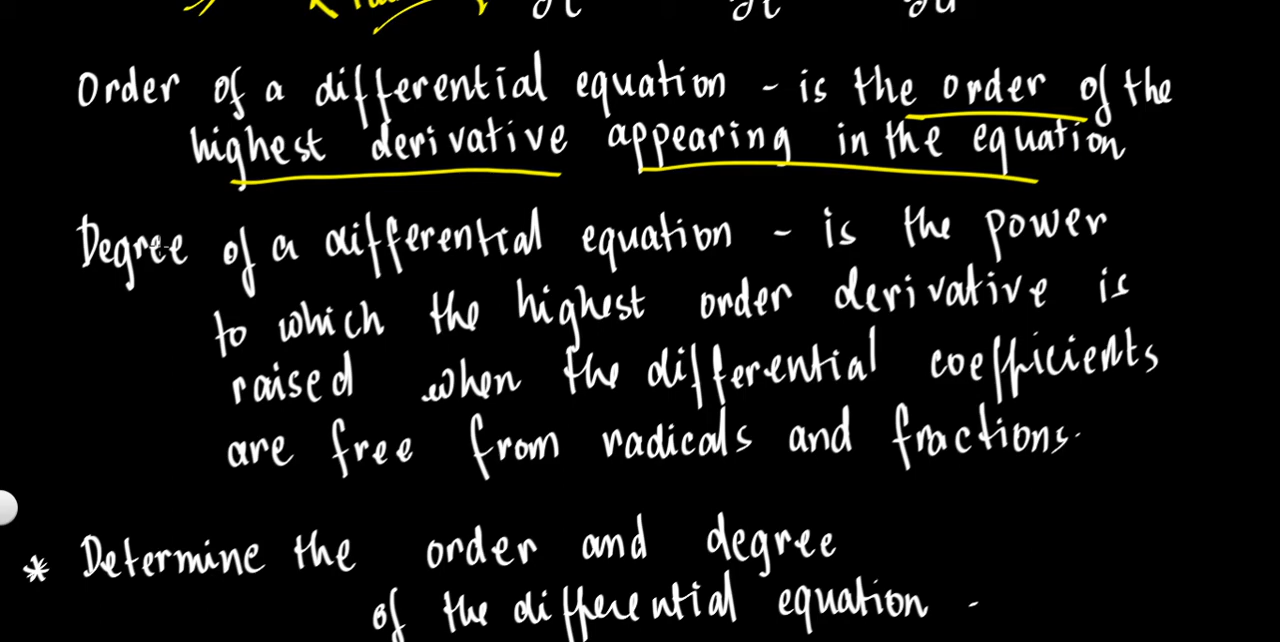 ∂t ∂t ∂u
Order of a differential equation - is the order of the
highest derivative appearing in the equation
Degree of a differential equation - is the power
to which the highest order derivative is
raised when the differential coefficients
are free from radicals and fractions.
* Determine the order and degree
of the differential equation -